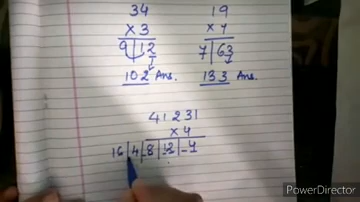 34 19
× 3 × 7
9 | 12 7 | 63
102 Ans. 133 Ans.
41231
× 4
16 | 4 | 8 | 12 | 4
PowerDirector